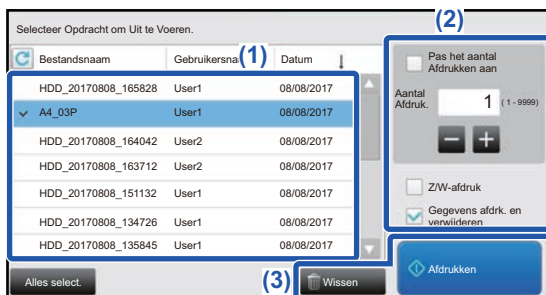 Selecteer Opdracht om Uit te Voeren.
(2)
Bestandsnaam Gebruikersna (1) Datum
HDD_20170808_165828 User1 08/08/2017
A4_03P User1 08/08/2017
HDD_20170808_164042 User2 08/08/2017
HDD_20170808_163712 User2 08/08/2017
HDD_20170808_151132 User1 08/08/2017
HDD_20170808_134726 User1 08/08/2017
HDD_20170808_135845 User1 08/08/2017
Pas het aantal
Afdrukken aan
Aantal
Afdruk. 1 (1 - 9999)
Z/W-afdruk
Gegevens afdrk. en
verwijderen
Alles select. (3) Wissen Afdrukken